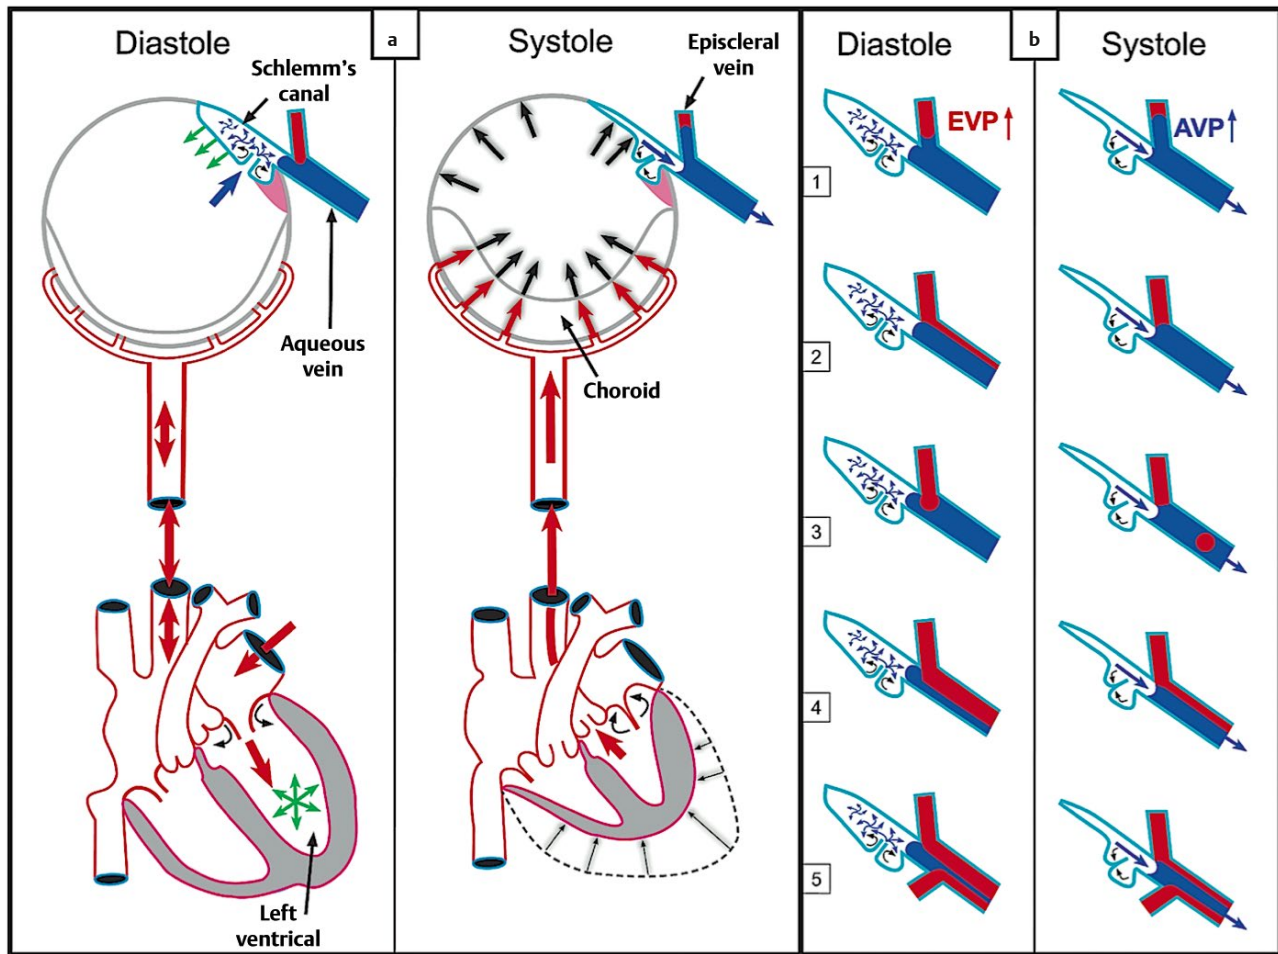 Diastole
a
Systole
Schlemm's
canal
Episcleral
vein
Aqueous
vein
Choroid
Left
ventrical
Diastole
b
Systole
EVP
AVP
1
2
3
4
5